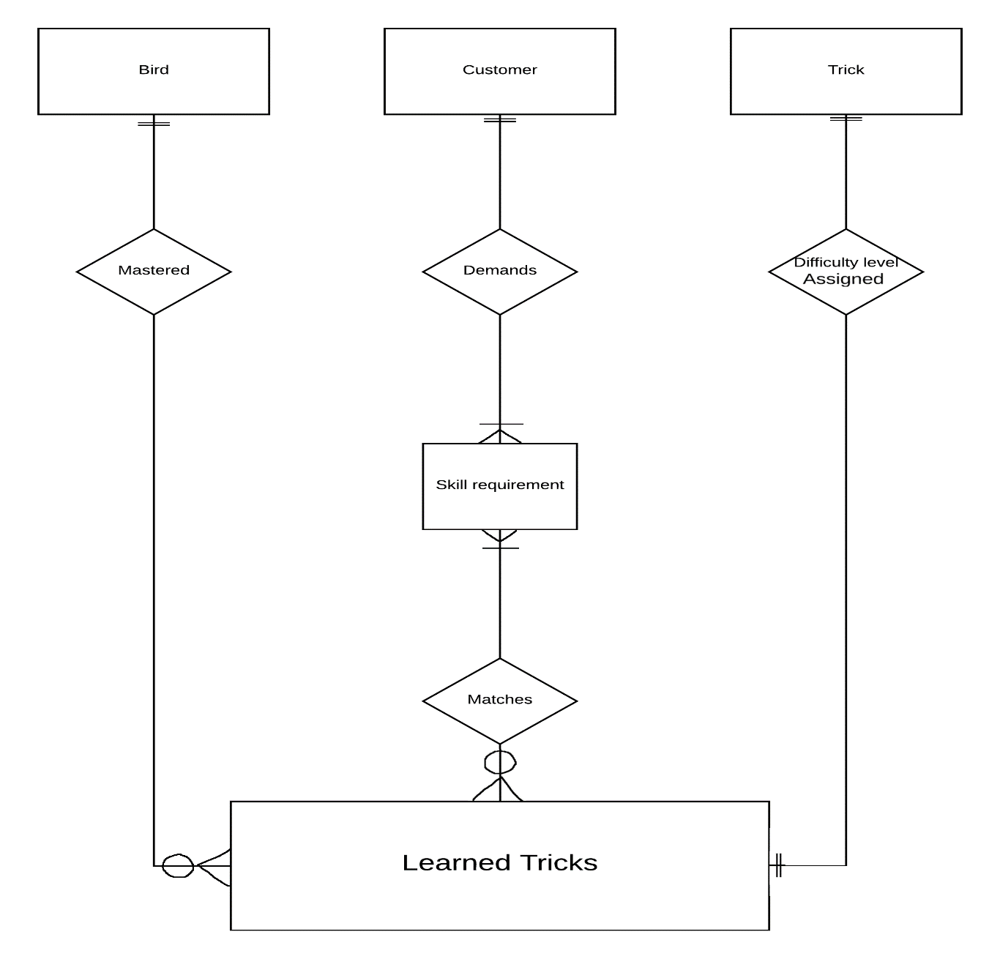 Bird
Customer
Trick
Mastered
Demands
Difficulty level
Assigned
Skill requirement
Matches
Learned Tricks